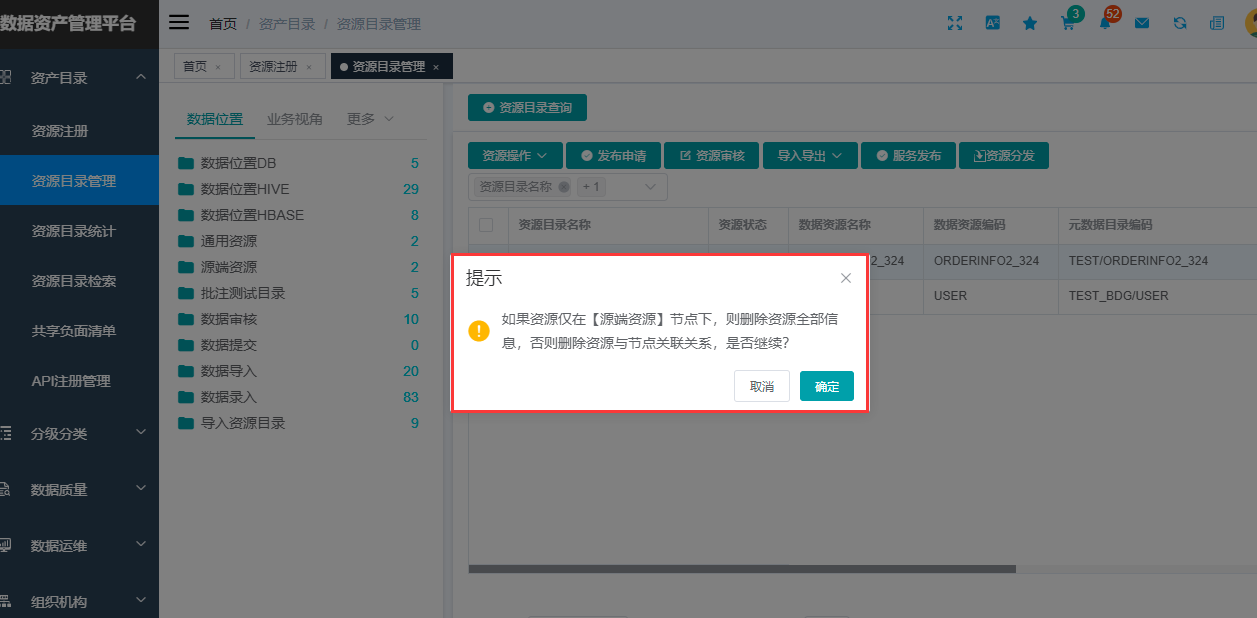 数据资产管理平台
首页 / 资产目录 / 资源目录管理
3
52
首页 ×
资源注册 ×
资源目录管理 ×
资产目录
资源注册
资源目录管理
资源目录统计
资源目录检索
共享负面清单
API注册管理
分级分类
数据质量
数据运维
组织机构
数据位置
业务视角
更多
数据位置DB 5
数据位置HIVE 29
数据位置HBASE 8
通用资源 2
源端资源 2
批注测试目录 5
数据审核 10
数据提交 0
数据导入 20
数据录入 83
导入资源目录 9
资源目录查询
资源操作
发布申请
资源审核
导入导出
服务发布
资源分发
资源目录名称
+ 1
资源目录名称 资源状态 数据资源名称 数据资源编码 元数据目录编码
2_324 ORDERINFO2_324 TEST/ORDERINFO2_324
USER TEST_BDG/USER
提示
如果资源仅在【源端资源】节点下，则删除资源全部信
息，否则删除资源与节点关联关系，是否继续?
取消
确定